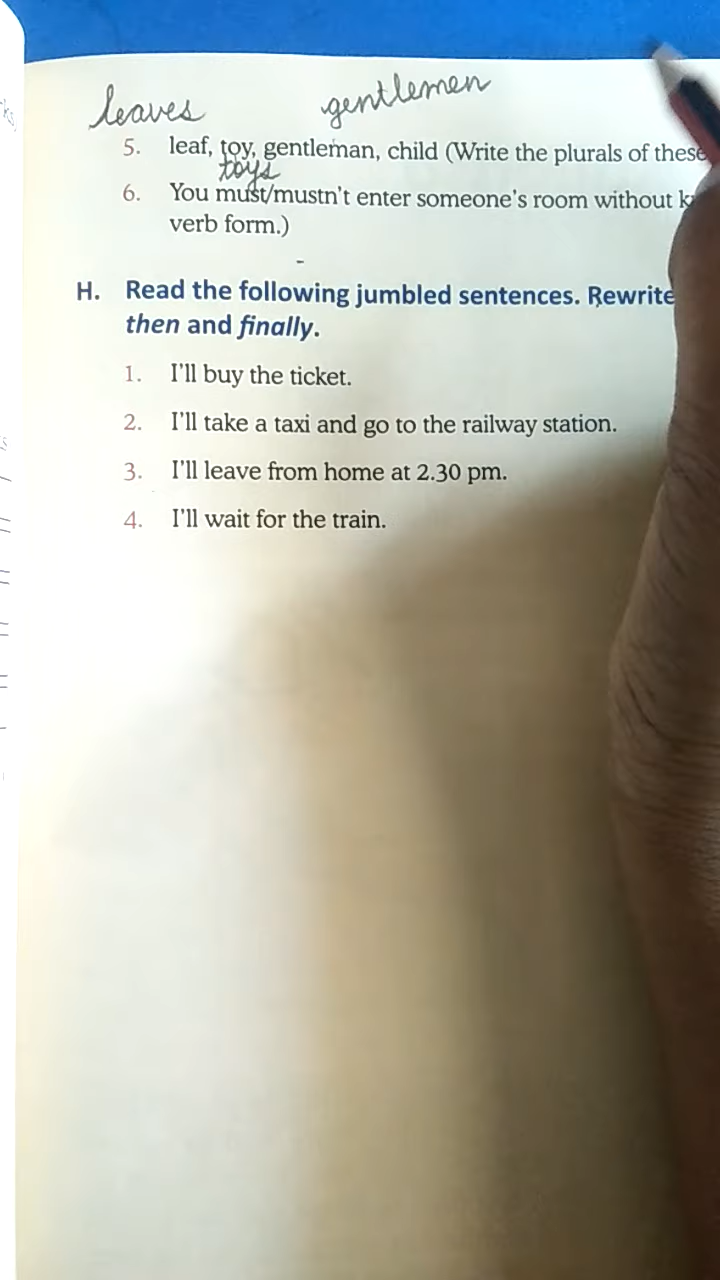 leaves gentlemen
5. leaf, toy, gentleman, child (Write the plurals of these
toys
6. You must/mustn't enter someone's room without
verb form.)
H. Read the following jumbled sentences. Rewrite
then and finally.
1. I'll buy the ticket.
2. I'll take a taxi and go to the railway station.
3. I'll leave from home at 2.30 pm.
4. I'll wait for the train.